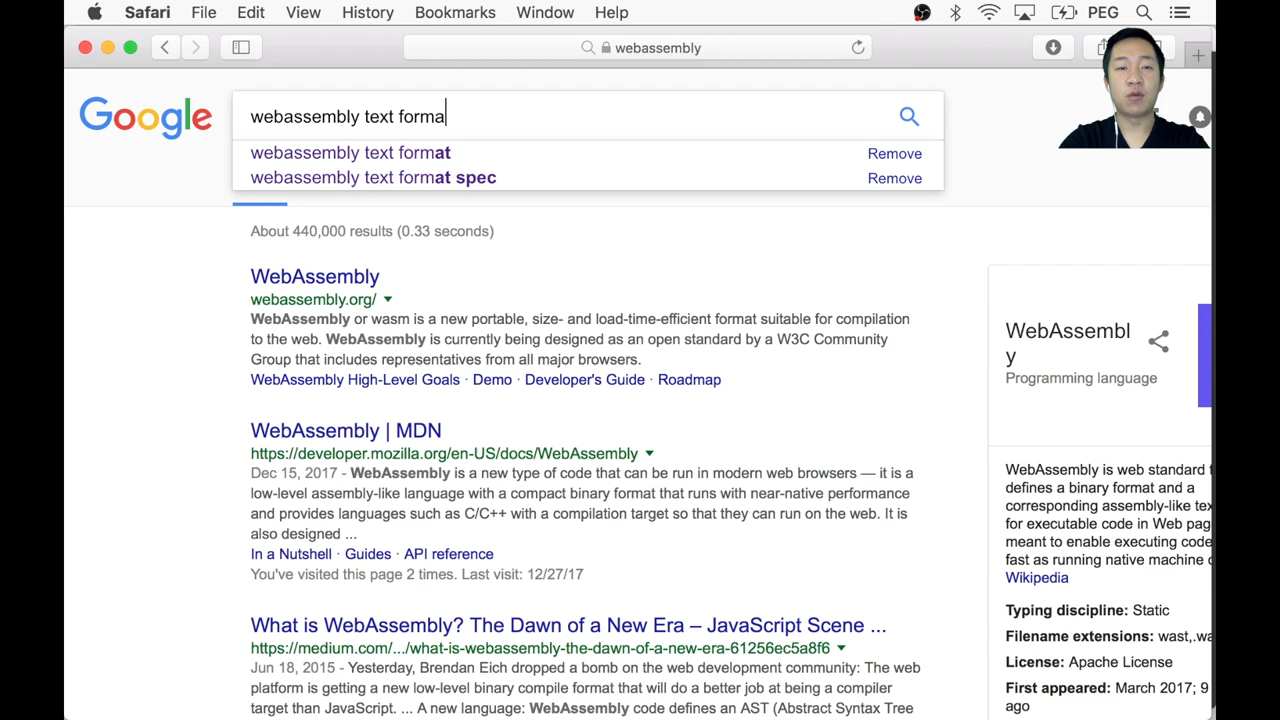 Safari File Edit View History Bookmarks Window Help PEG
webassembly
Google
webassembly text forma
webassembly text format Remove
webassembly text format spec Remove
About 440,000 results (0.33 seconds)
WebAssembly
webassembly.org/
WebAssembly or wasm is a new portable, size- and load-time-efficient format suitable for compilation
to the web. WebAssembly is currently being designed as an open standard by a W3C Community
Group that includes representatives from all major browsers.
WebAssembly High-Level Goals · Demo · Developer's Guide · Roadmap
WebAssembly | MDN
https://developer.mozilla.org/en-US/docs/WebAssembly
Dec 15, 2017 - WebAssembly is a new type of code that can be run in modern web browsers — it is a
low-level assembly-like language with a compact binary format that runs with near-native performance
and provides languages such as C/C++ with a compilation target so that they can run on the web. It is
also designed ...
In a Nutshell · Guides · API reference
You've visited this page 2 times. Last visit: 12/27/17
What is WebAssembly? The Dawn of a New Era – JavaScript Scene ...
https://medium.com/.../what-is-webassembly-the-dawn-of-a-new-era-61256ec5a8f6
Jun 18, 2015 - Yesterday, Brendan Eich dropped a bomb on the web development community: The web
platform is getting a new low-level binary compile format that will do a better job at being a compiler
target than JavaScript. ... A new language: WebAssembly code defines an AST (Abstract Syntax Tree
WebAssembl
y
Programming language
WebAssembly is web standard
defines a binary format and a
corresponding assembly-like tex
for executable code in Web pag
meant to enable executing code
fast as running native machine
Wikipedia
Typing discipline: Static
Filename extensions: wast,.wa
License: Apache License
First appeared: March 2017; 9
ago